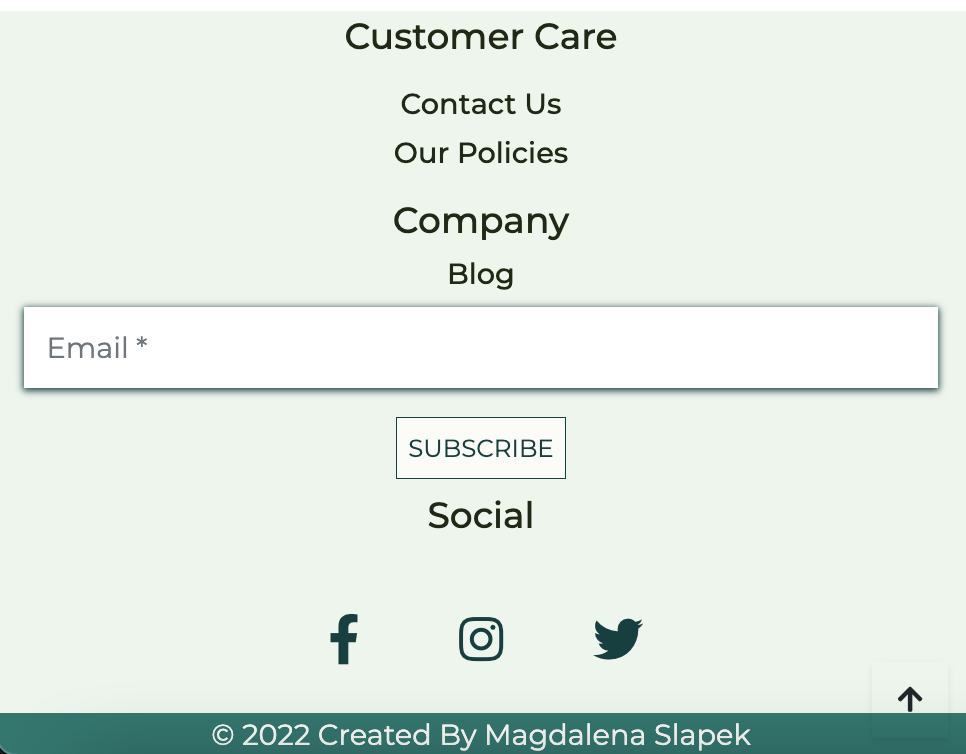 Customer Care
Contact Us
Our Policies
Company
Blog
Email *
SUBSCRIBE
Social
© 2022 Created By Magdalena Slapek